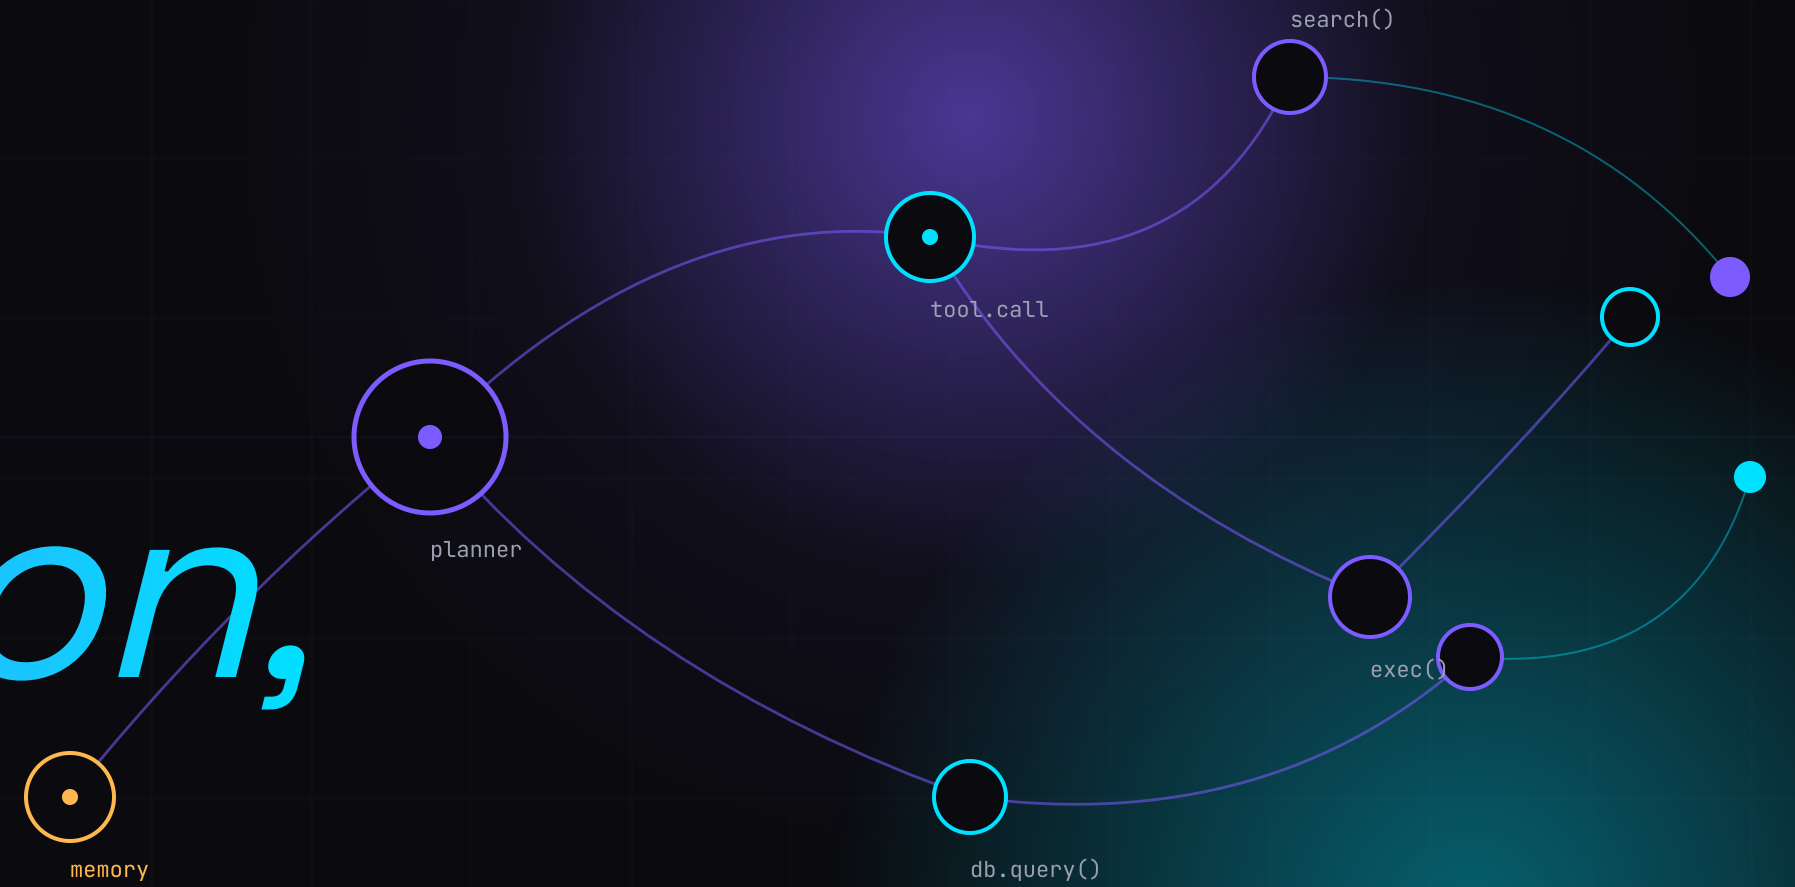 search()
tool.call
planner
on,
exec()
memory
db.query()